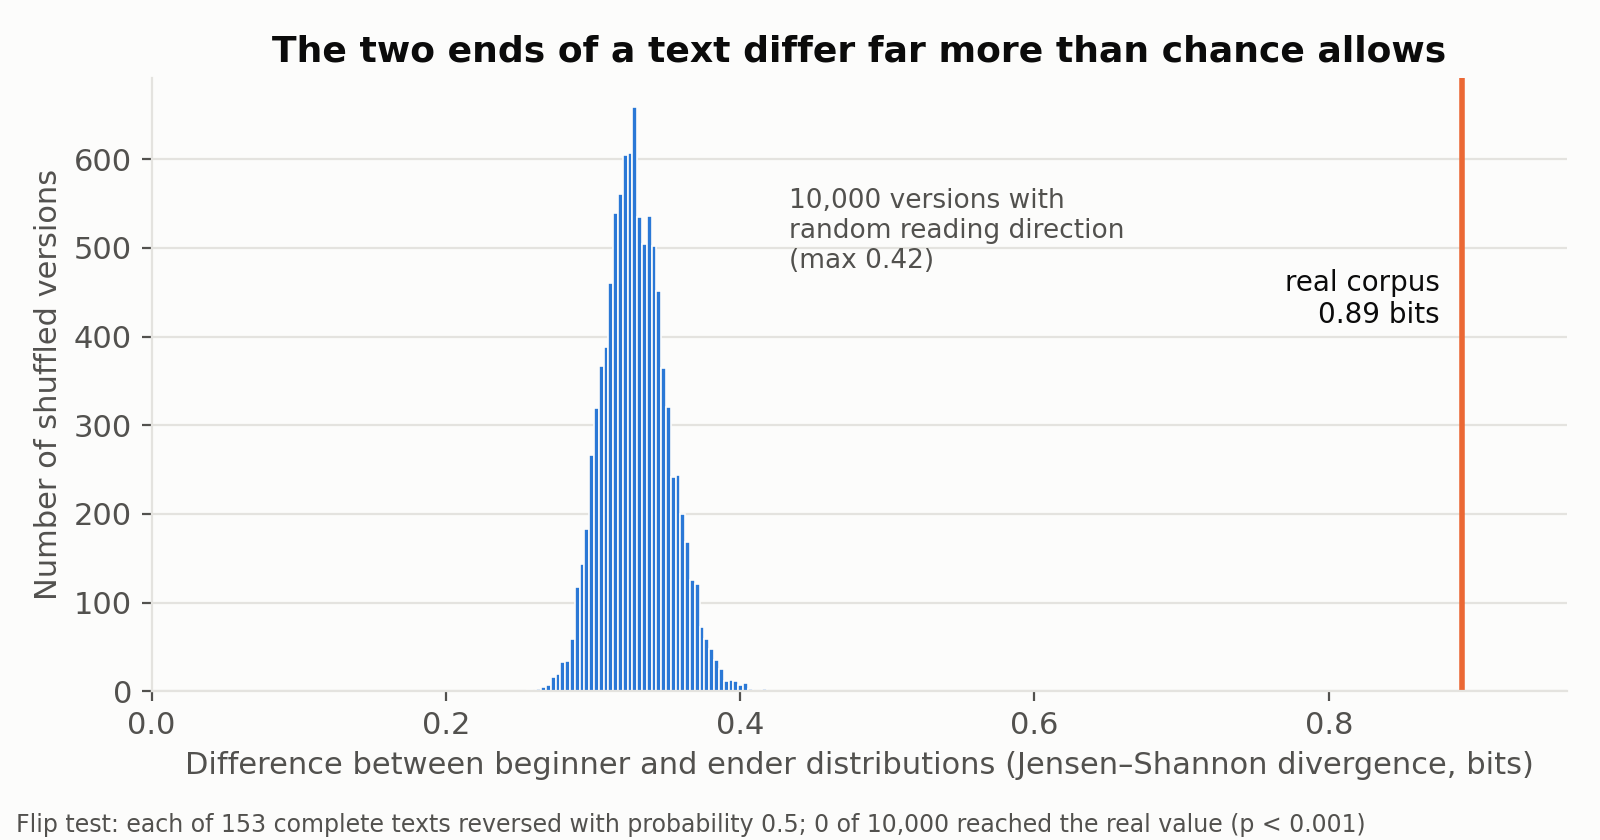 The two ends of a text differ far more than chance allows
Number of shuffled versions
600
500
400
300
200
100
0
10,000 versions with
random reading direction
(max 0.42)
real corpus
0.89 bits
0.0 0.2 0.4 0.6 0.8
Difference between beginner and ender distributions (Jensen–Shannon divergence, bits)
Flip test: each of 153 complete texts reversed with probability 0.5; 0 of 10,000 reached the real value (p < 0.001)